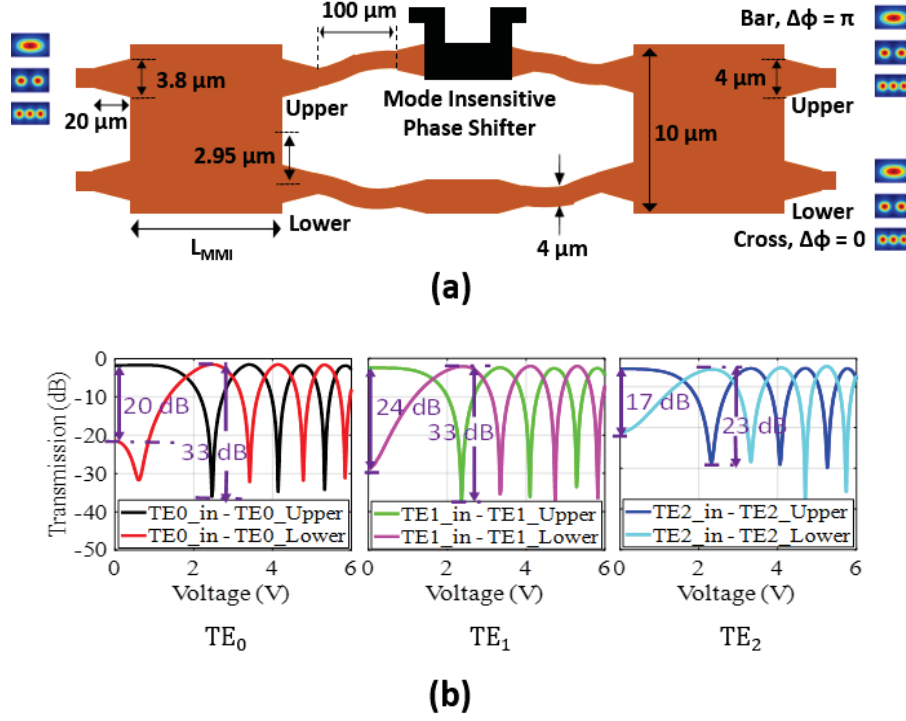 100 µm
Bar, Δϕ = π
3.8 µm
4 µm
Upper
Mode Insensitive
Phase Shifter
Upper
20 µm
10 µm
2.95 µm
Lower
Lower
L_MMI
4 µm
Cross, Δϕ = 0
(a)
Transmission (dB)
0
-10
-20
-30
-40
-50
20 dB
33 dB
TE0_in - TE0_Upper
TE0_in - TE0_Lower
0 2 4 6
Voltage (V)
TE₀
24 dB
33 dB
TE1_in - TE1_Upper
TE1_in - TE1_Lower
0 2 4 6
Voltage (V)
TE₁
17 dB
23 dB
TE2_in - TE2_Upper
TE2_in - TE2_Lower
0 2 4 6
Voltage (V)
TE₂
(b)